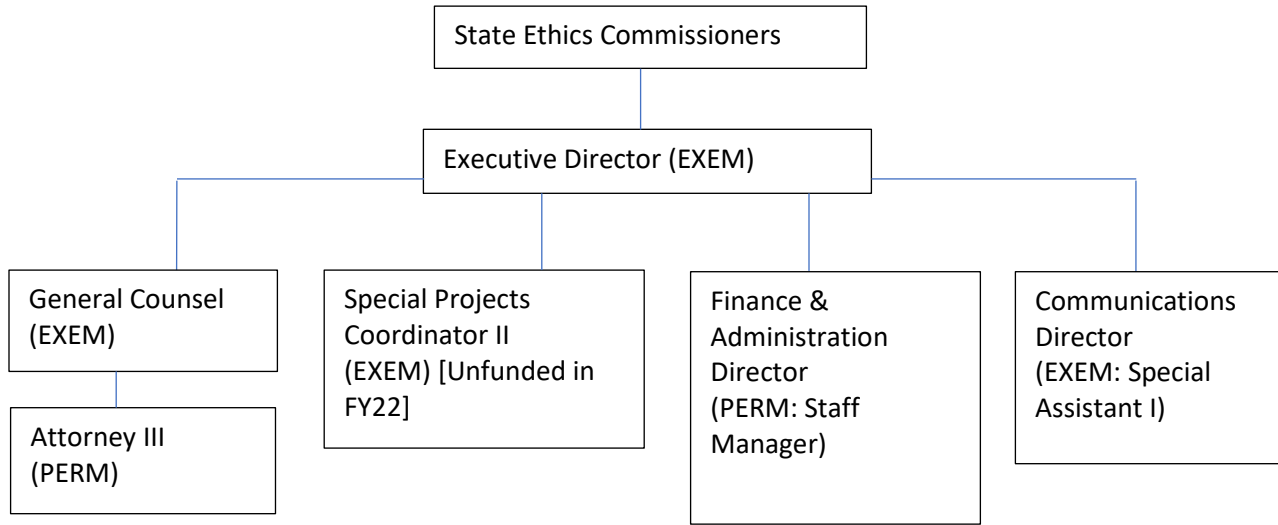 State Ethics Commissioners
Executive Director (EXEM)
General Counsel
(EXEM)
Attorney III
(PERM)
Special Projects
Coordinator II
(EXEM) [Unfunded in
FY22]
Finance &
Administration
Director
(PERM: Staff
Manager)
Communications
Director
(EXEM: Special
Assistant I)